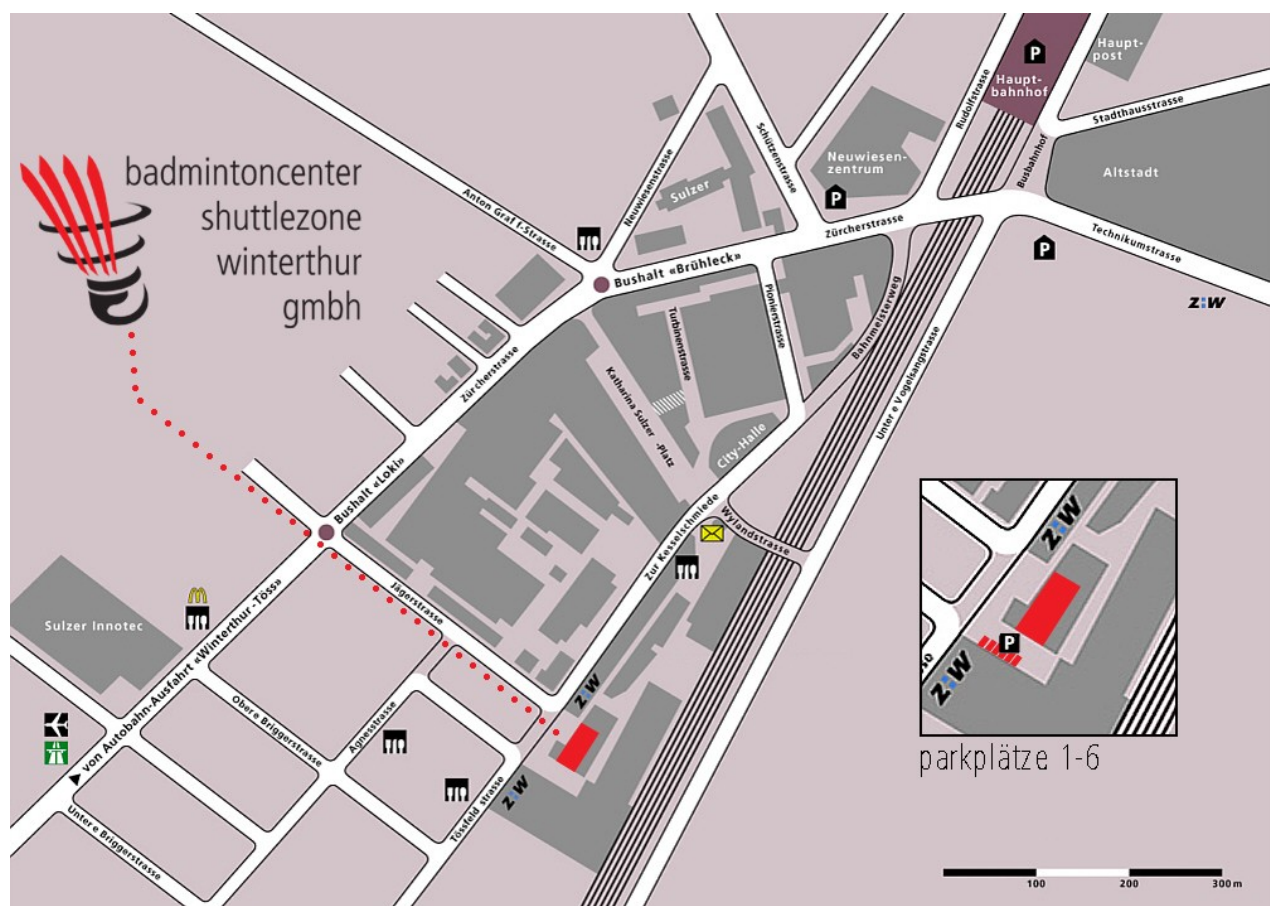 badmintoncenter
shuttlezone
winterthur
gmbh
P
Haupt-
bahnhof
Haupt-
post
Rudolfstrasse
Stadthausstrasse
Busbahnhof
Altstadt
Schützenstrasse
Neuwiesen-
zentrum
P
Neuwiesenstrasse
Sulzer
Anton Graff-Strasse
Zürcherstrasse
Technikumstrasse
P
z:w
Bushalt «Brühleck»
Pionierstrasse
Bahnmeisterweg
Turbinenstrasse
Unter e Vogelsangstrasse
Zürcherstrasse
Katharina Sulzer -Platz
City-Halle
Bushalt «Loki»
Zur Kesselschmiede
Wylandstrasse
Jägerstrasse
Sulzer Innotec
von Autobahn-Ausfahrt «Winterthur -Töss»
Ober e Briggerstrasse
Agnesstrasse
Unter e Briggerstrasse
Tössfeld strasse
z:w
z:w
z:w
P
z:w
se
parkplätze 1-6
100
200
300 m